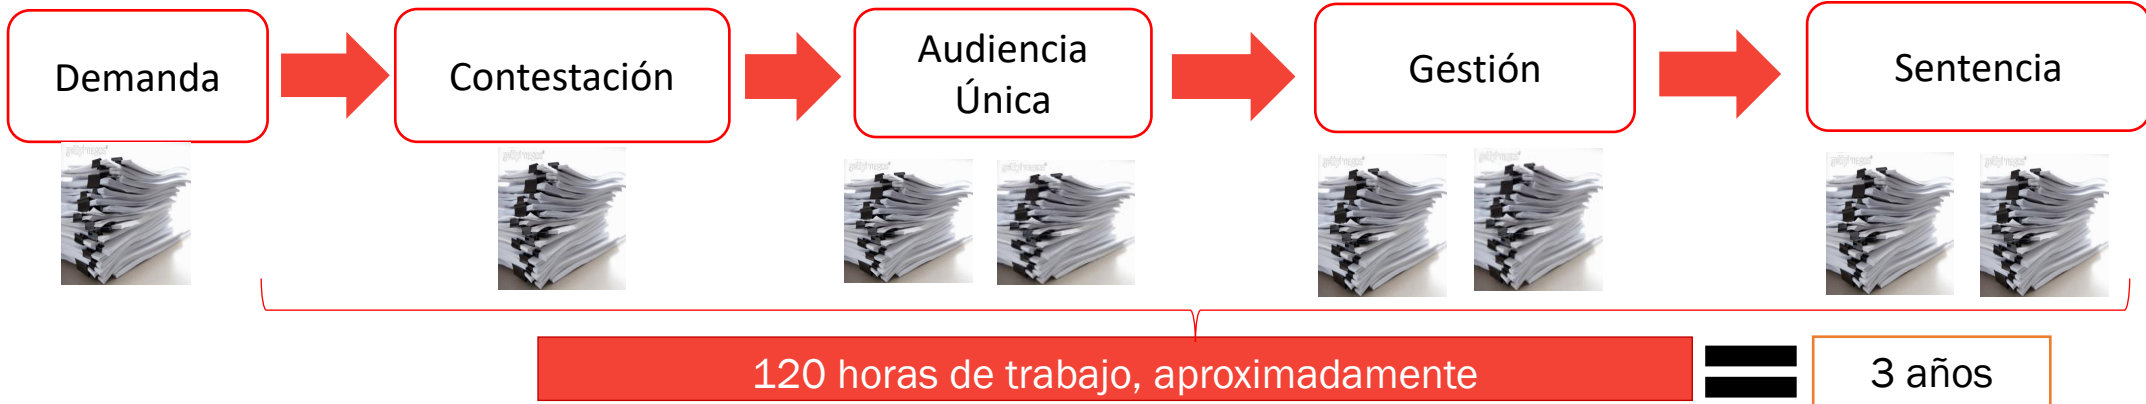 Demanda
Contestación
Audiencia
Única
Gestión
Sentencia
120 horas de trabajo, aproximadamente
3 años